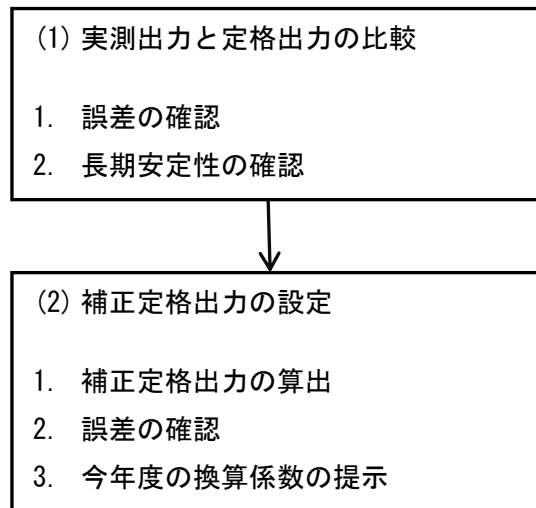 (1) 実測出力と定格出力の比較
1. 誤差の確認
2. 長期安定性の確認
(2) 補正定格出力の設定
1. 補正定格出力の算出
2. 誤差の確認
3. 今年度の換算係数の提示